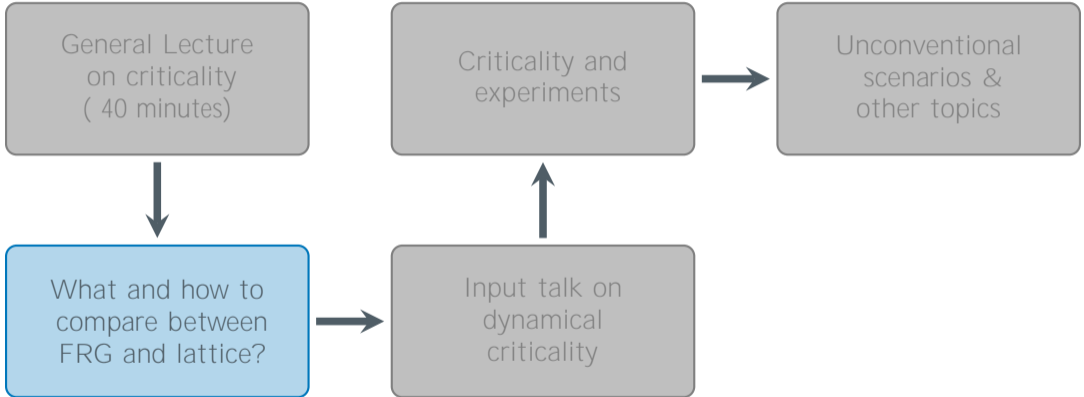 General Lecture
on criticality
( 40 minutes)
What and how to
compare between
FRG and lattice?
Input talk on
dynamical
criticality
Criticality and
experiments
Unconventional
scenarios &
other topics